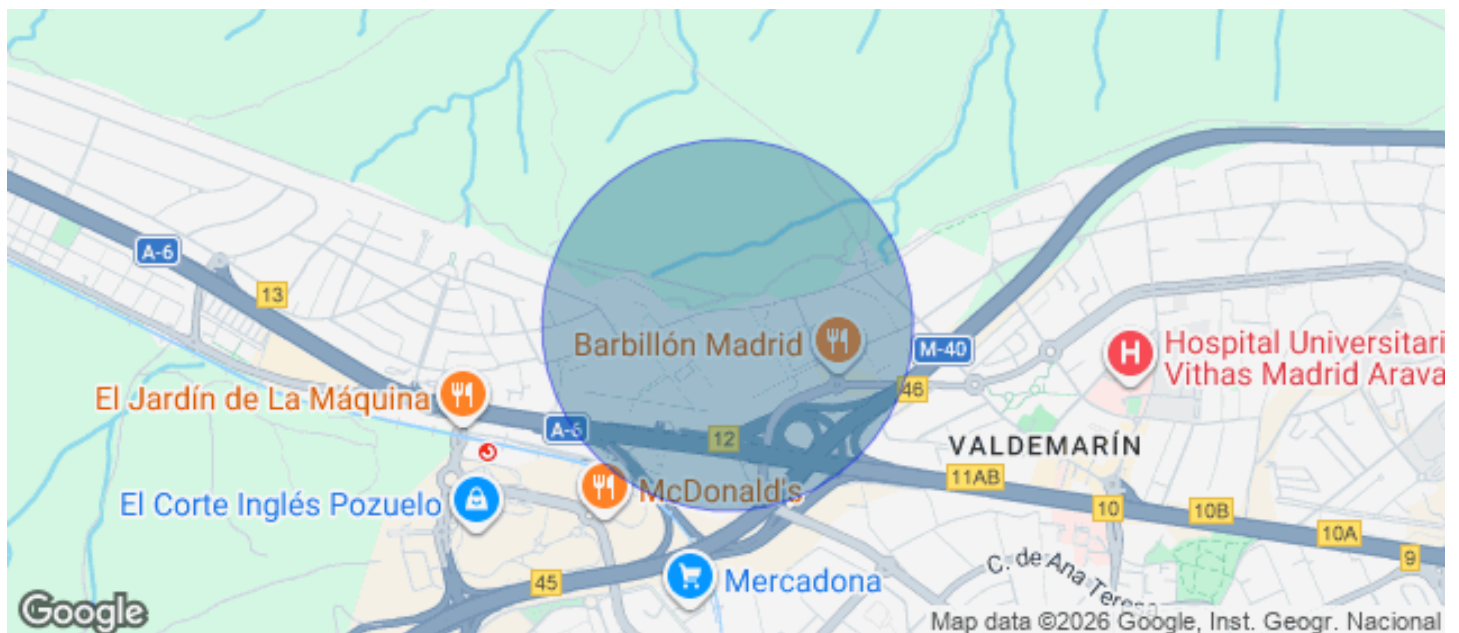 A-6
13
Barbillón Madrid
M-40
Hospital Universitari
Vithas Madrid Arava
46
El Jardín de La Máquina
A-6
12
VALDEMARÍN
11AB
McDonald's
El Corte Inglés Pozuelo
10
10B
10A
9
45
Mercadona
C. de Ana Teresa
Google
Map data ©2026 Google, Inst. Geogr. Nacional